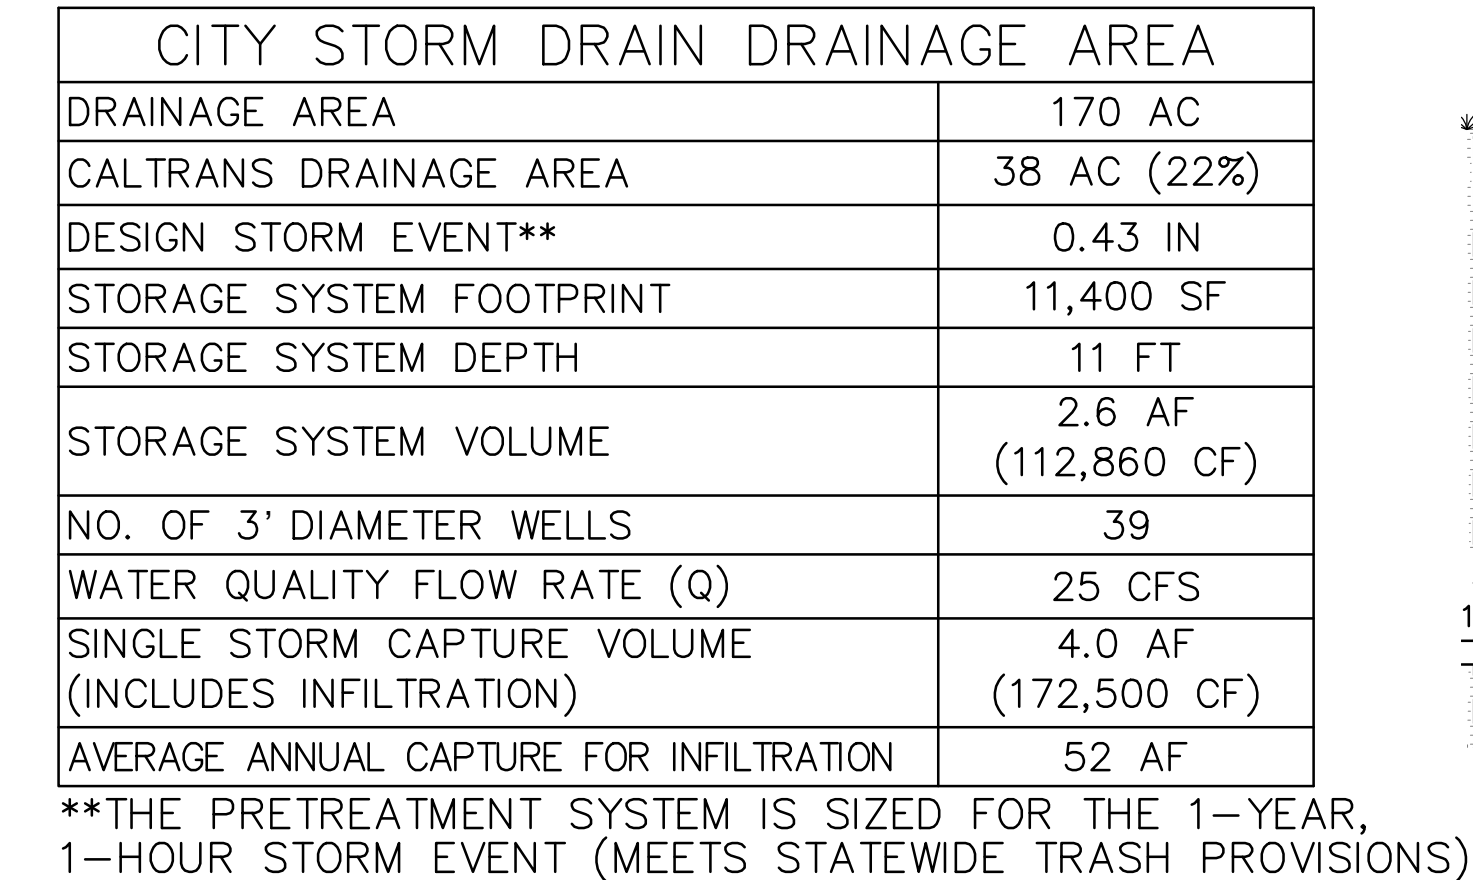 CITY STORM DRAIN DRAINAGE AREA
DRAINAGE AREA 170 AC
CALTRANS DRAINAGE AREA 38 AC (22%)
DESIGN STORM EVENT** 0.43 IN
STORAGE SYSTEM FOOTPRINT 11,400 SF
STORAGE SYSTEM DEPTH 11 FT
STORAGE SYSTEM VOLUME 2.6 AF
(112,860 CF)
NO. OF 3' DIAMETER WELLS 39
WATER QUALITY FLOW RATE (Q) 25 CFS
SINGLE STORM CAPTURE VOLUME 4.0 AF
(INCLUDES INFILTRATION) (172,500 CF)
AVERAGE ANNUAL CAPTURE FOR INFILTRATION 52 AF
**THE PRETREATMENT SYSTEM IS SIZED FOR THE 1-YEAR,
1-HOUR STORM EVENT (MEETS STATEWIDE TRASH PROVISIONS)
1